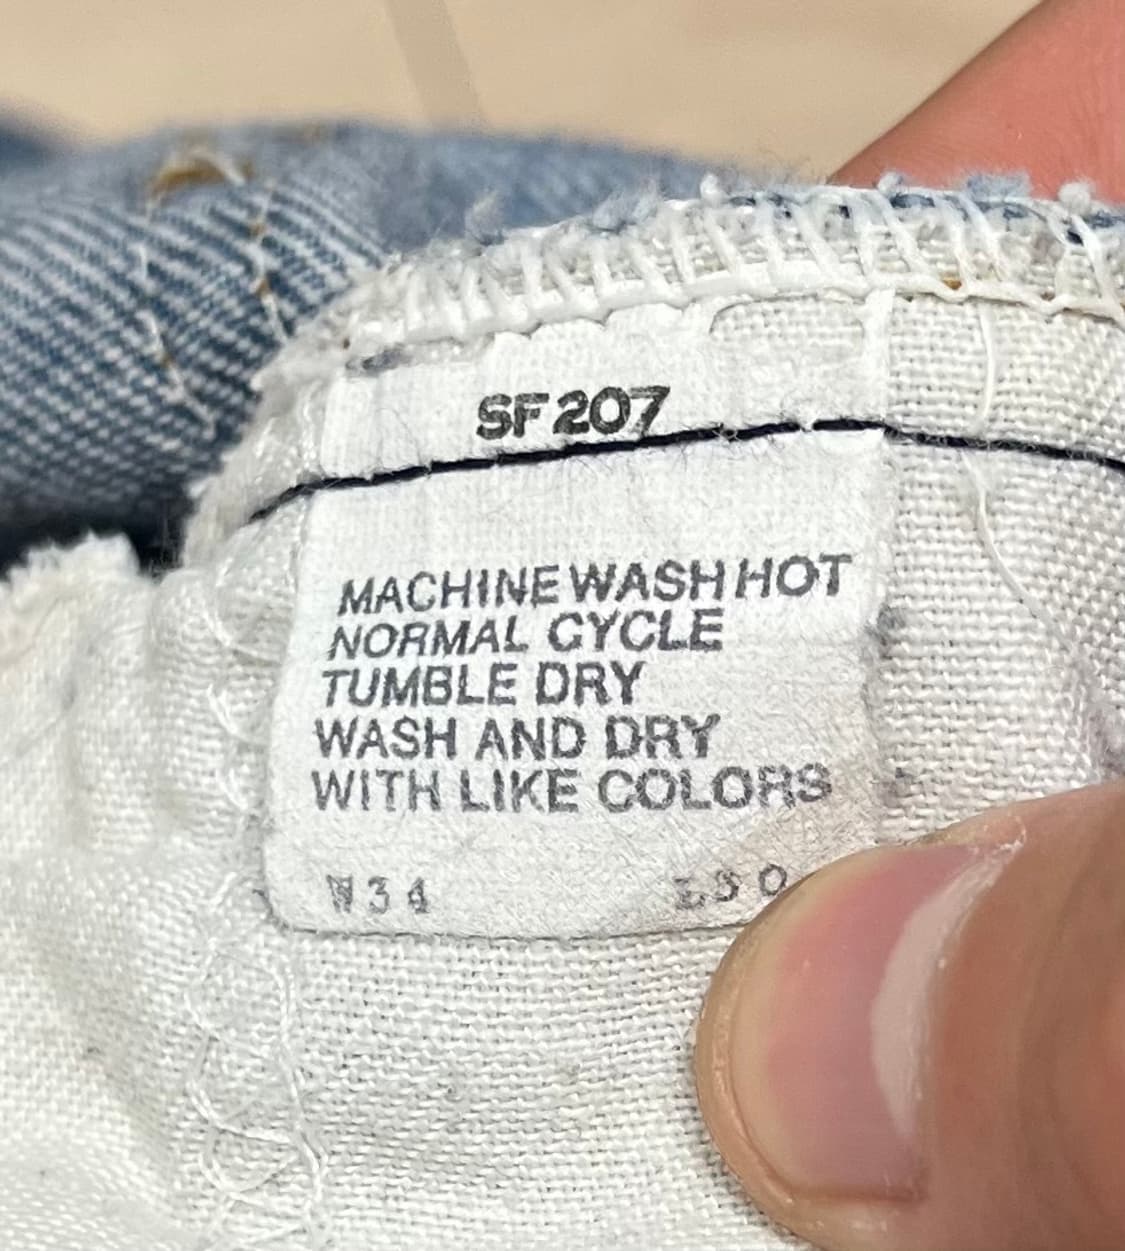 SF 207
MACHINE WASH HOT
NORMAL CYCLE
TUMBLE DRY
WASH AND DRY
WITH LIKE COLORS
W34